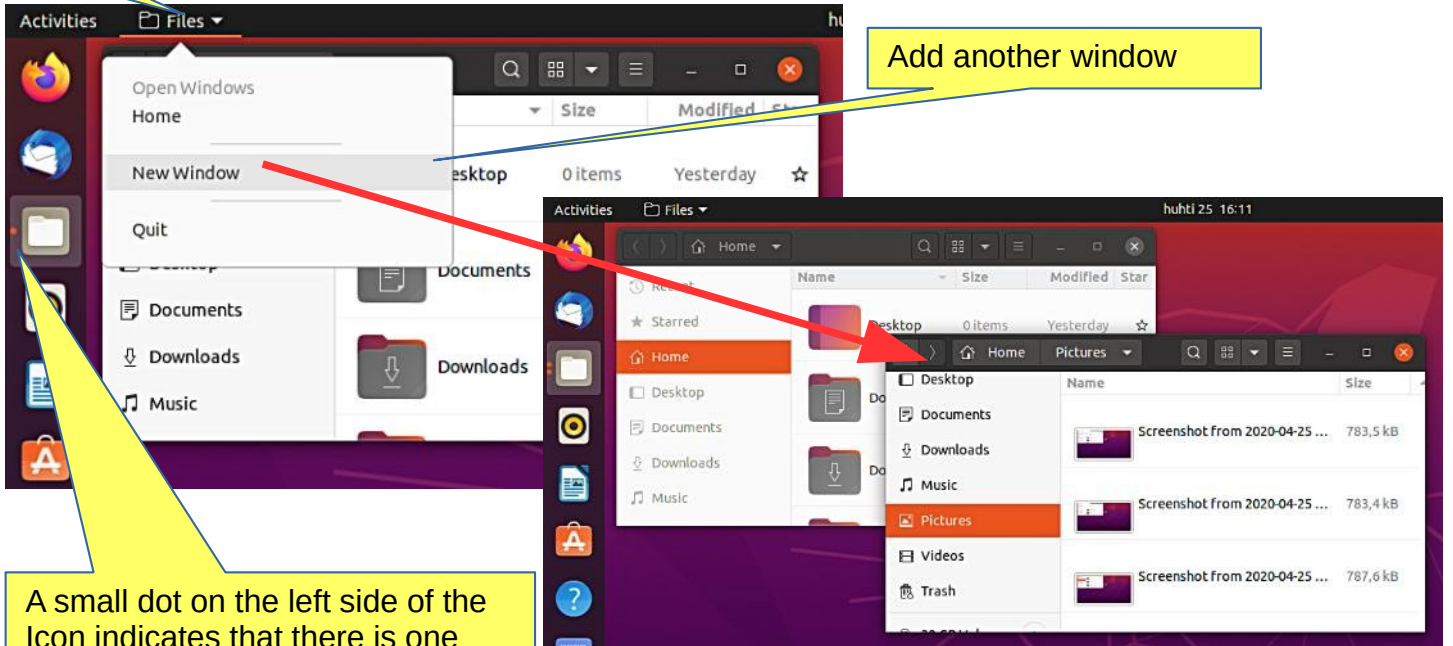 Activities
Files
Add another window
Open Windows
Home
New Window
Quit
Size
Modified
Desktop
0 items
Yesterday
Documents
Documents
Downloads
Downloads
Music
A small dot on the left side of the
Icon indicates that there is one
Activities
Files
huhti 25 16:11
Home
Name
Size
Modified
Star
Starred
Desktop
0 items
Yesterday
Home
Desktop
Documents
Downloads
Music
Home
Pictures
Name
Size
Desktop
Documents
Downloads
Music
Pictures
Videos
Trash
Screenshot from 2020-04-25 ...
783,5 kB
Screenshot from 2020-04-25 ...
783,4 kB
Screenshot from 2020-04-25 ...
787,6 kB